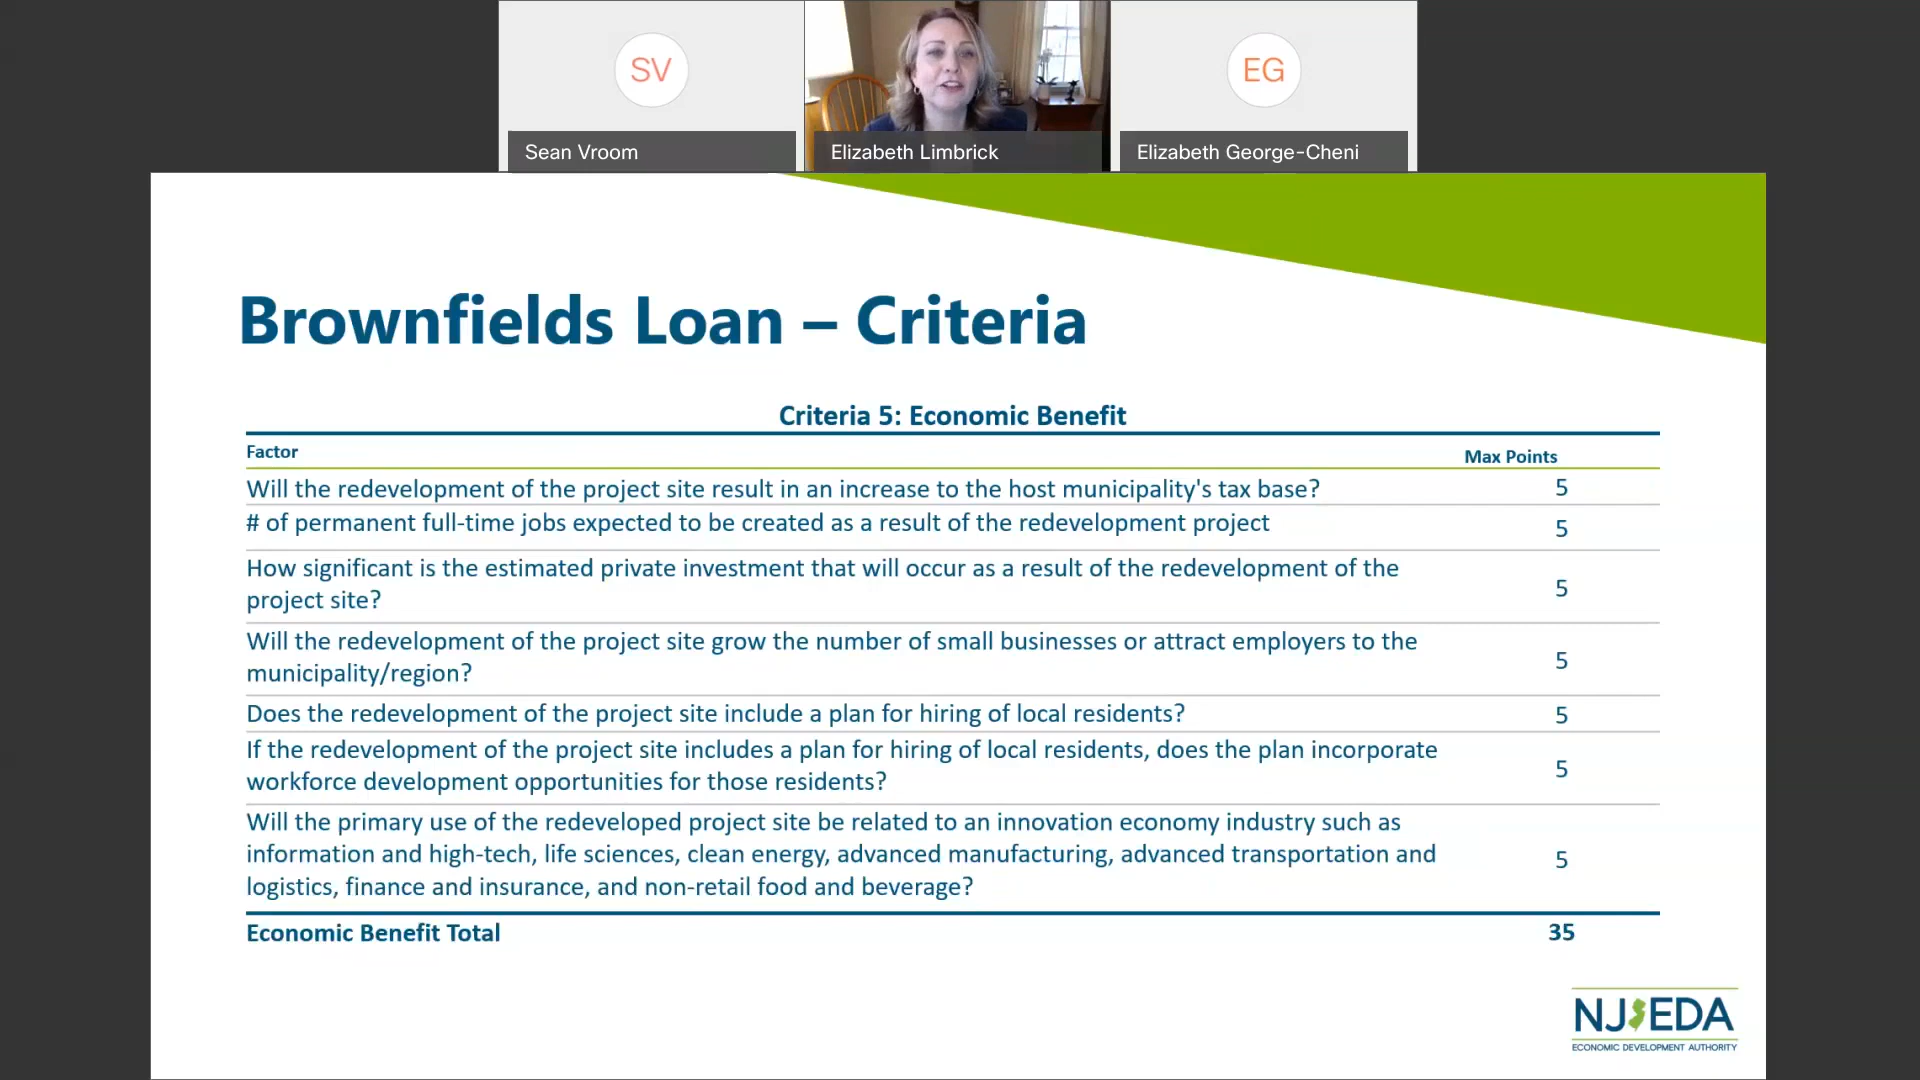 SV
EG
Sean Vroom
Elizabeth Limbrick
Elizabeth George-Cheni
Brownfields Loan – Criteria
Criteria 5: Economic Benefit
Factor
Max Points
Will the redevelopment of the project site result in an increase to the host municipality's tax base?
5
# of permanent full-time jobs expected to be created as a result of the redevelopment project
5
How significant is the estimated private investment that will occur as a result of the redevelopment of the
project site?
5
Will the redevelopment of the project site grow the number of small businesses or attract employers to the
municipality/region?
5
Does the redevelopment of the project site include a plan for hiring of local residents?
5
If the redevelopment of the project site includes a plan for hiring of local residents, does the plan incorporate
workforce development opportunities for those residents?
5
Will the primary use of the redeveloped project site be related to an innovation economy industry such as
information and high-tech, life sciences, clean energy, advanced manufacturing, advanced transportation and
logistics, finance and insurance, and non-retail food and beverage?
5
Economic Benefit Total
35
NJEDA
ECONOMIC DEVELOPMENT AUTHORITY